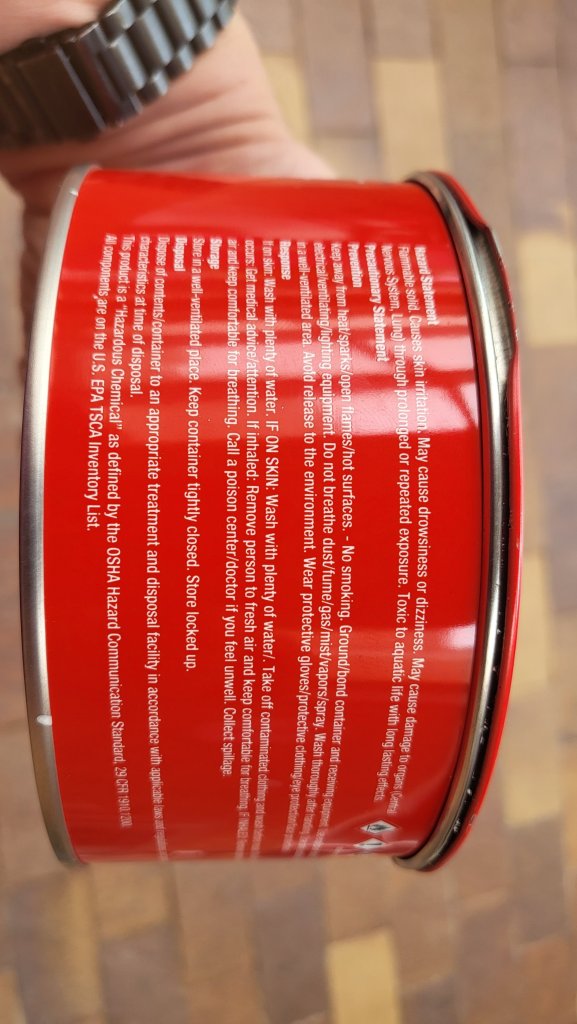 Hazard Statement
Flammable solid. Causes skin irritation. May cause drowsiness or dizziness. May cause damage to organs (Central
Nervous System, Lung) through prolonged or repeated exposure. Toxic to aquatic life with long lasting effects.
Precautionary Statement
Prevention
Keep away from heat/sparks/open flames/hot surfaces. - No smoking. Ground/bond container and receiving equipment.
electrical/ventilating/lighting equipment. Do not breathe dust/fume/gas/mist/vapors/spray. Wash thoroughly after handling.
in a well-ventilated area. Avoid release to the environment. Wear protective gloves/protective clothing/eye protection/face
Response
If on skin: Wash with plenty of water. IF ON SKIN: Wash with plenty of water/. Take off contaminated clothing and wash
occurs: Get medical advice/attention. If inhaled: Remove person to fresh air and keep comfortable for breathing. IF INHALED:
air and keep comfortable for breathing. Call a poison center/doctor if you feel unwell. Collect spillage.
Storage
Store in a well-ventilated place. Keep container tightly closed. Store locked up.
Disposal
Dispose of contents/container to an appropriate treatment and disposal facility in accordance with applicable laws and
characteristics at time of disposal.
This product is a "Hazardous Chemical" as defined by the OSHA Hazard Communication Standard, 29 CFR 1910.1200.
All components are on the U.S. EPA TSCA Inventory List.